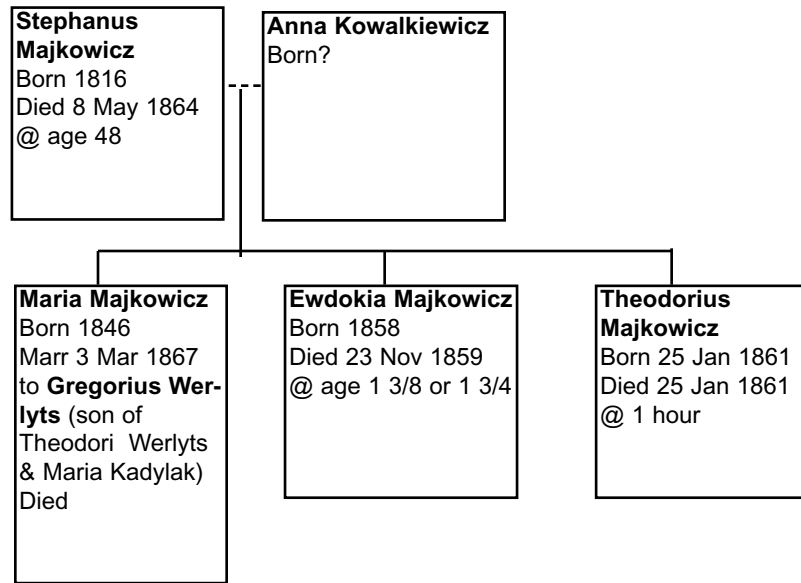 Stephanus
Majkowicz
Born 1816
Died 8 May 1864
@ age 48
Anna Kowalkiewicz
Born?
Maria Majkowicz
Born 1846
Marr 3 Mar 1867
to Gregorius Wer-
lyts (son of
Theodori Werlyts
& Maria Kadylak)
Died
Ewdokia Majkowicz
Born 1858
Died 23 Nov 1859
@ age 1 3/8 or 1 3/4
Theodorius
Majkowicz
Born 25 Jan 1861
Died 25 Jan 1861
@ 1 hour